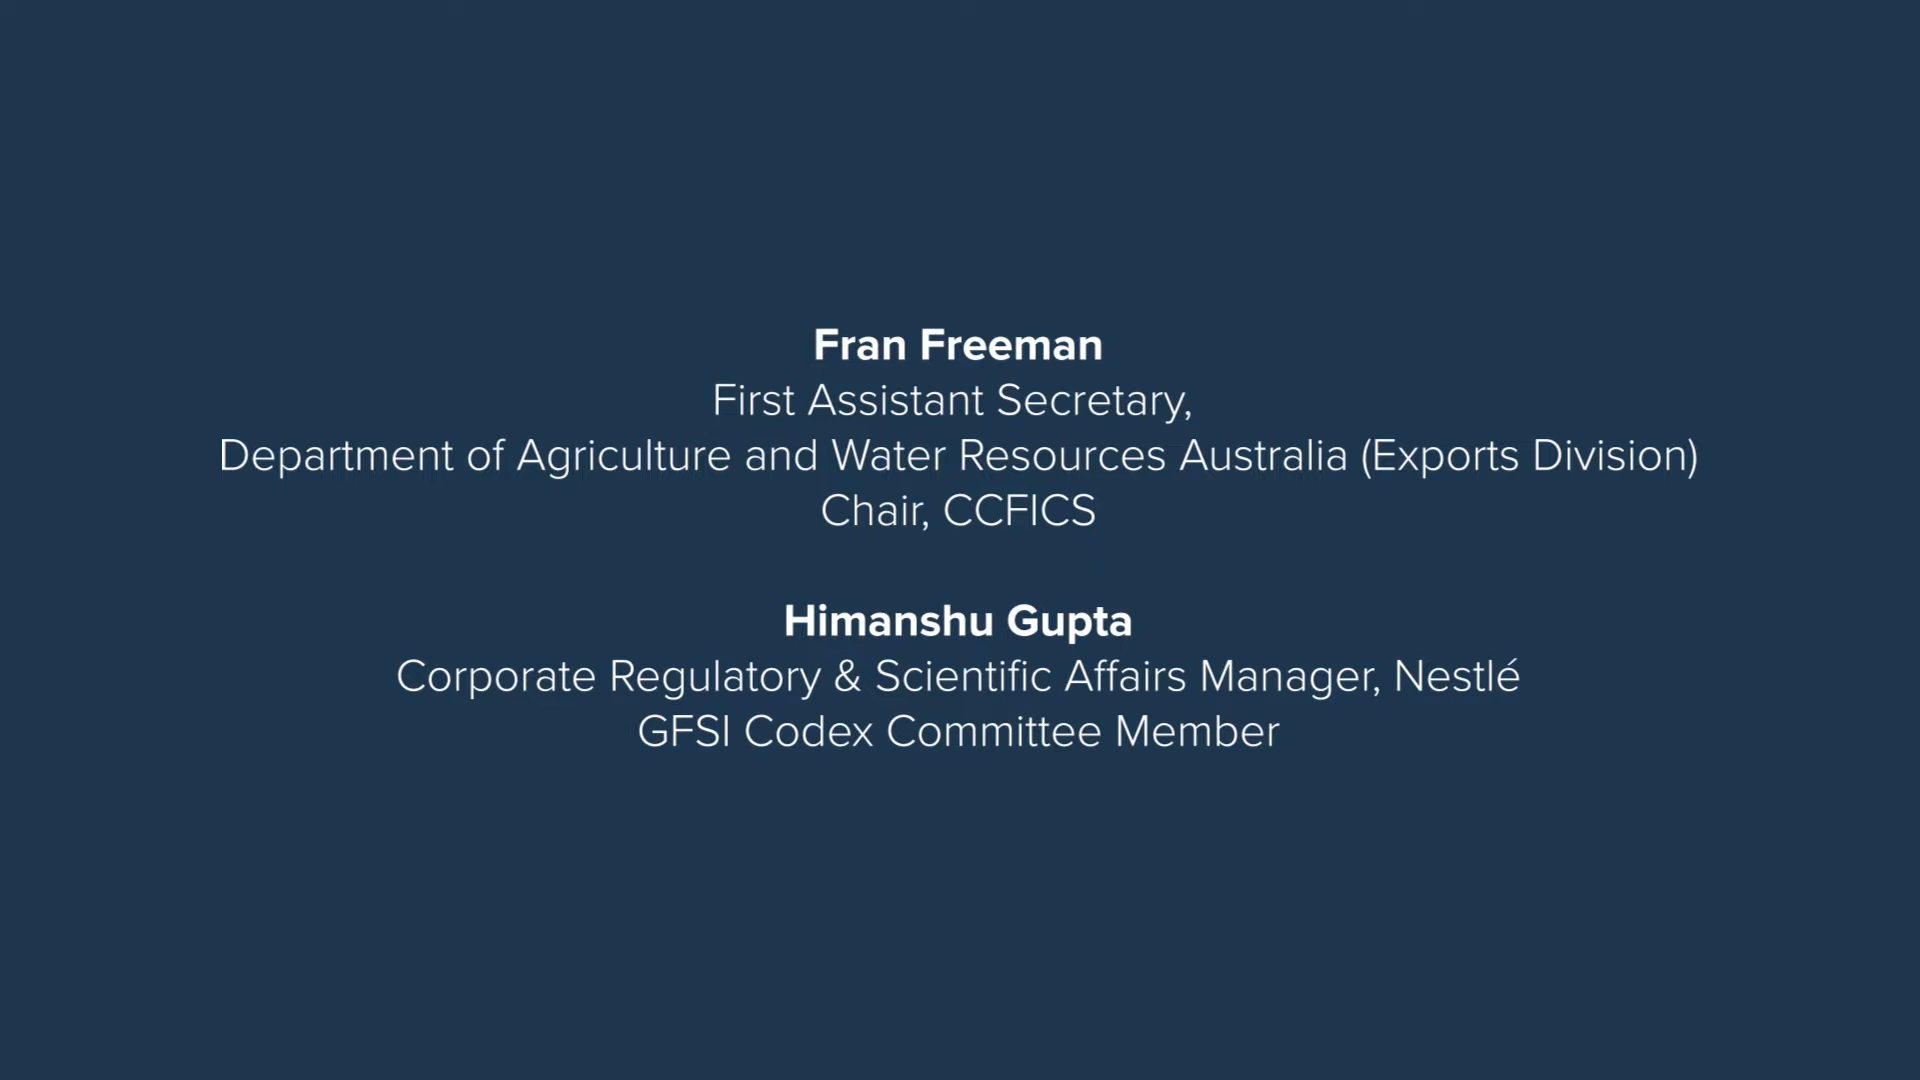 Fran Freeman
First Assistant Secretary,
Department of Agriculture and Water Resources Australia (Exports Division)
Chair, CCFICS
Himanshu Gupta
Corporate Regulatory & Scientific Affairs Manager, Nestlé
GFSI Codex Committee Member